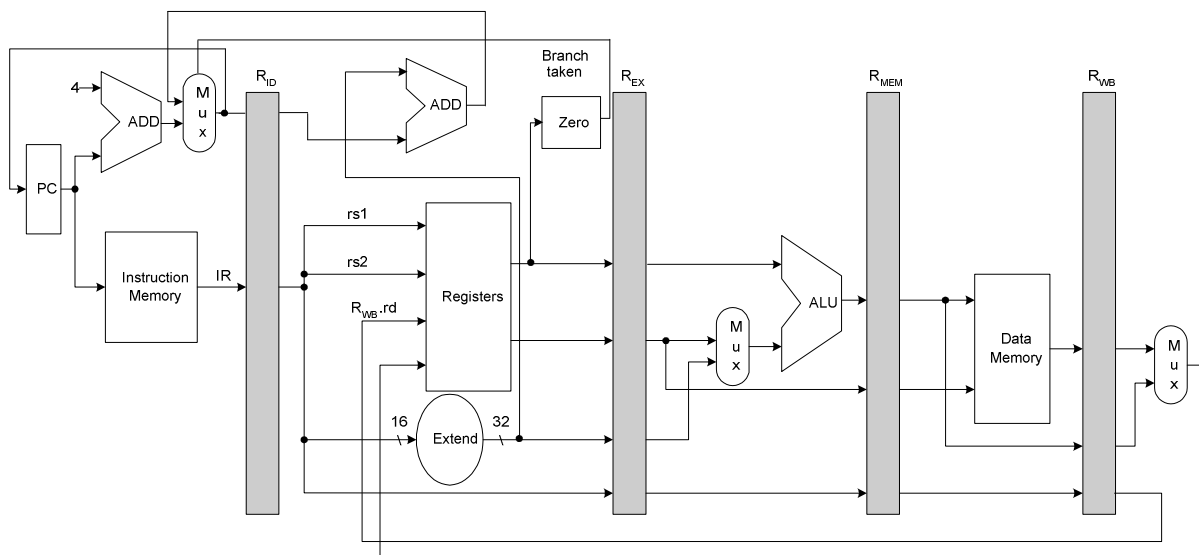 Branch
taken
R_ID
R_EX
R_MEM
R_WB
4
ADD
M
u
x
ADD
Zero
PC
rs1
Instruction
Memory
IR
rs2
Registers
R_WB.rd
M
u
x
ALU
Data
Memory
M
u
x
16
Extend
32